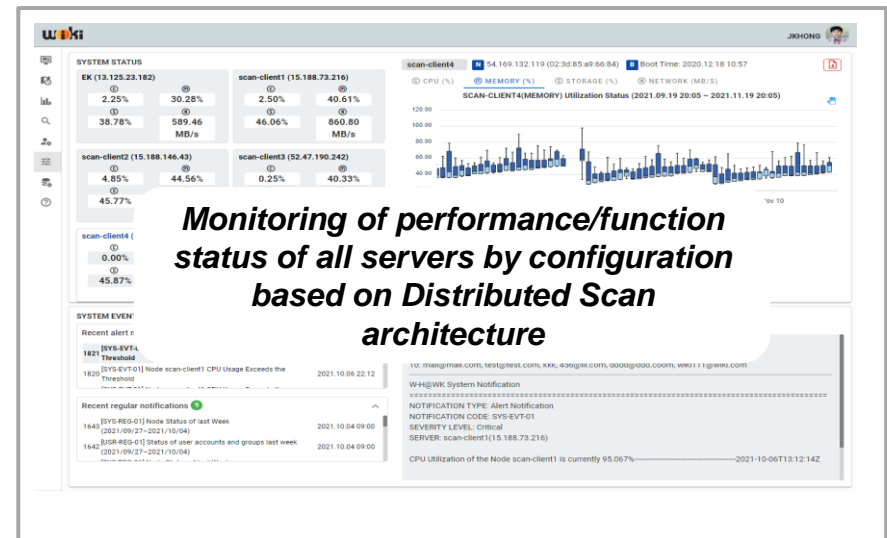 wiki
JKHONG
SYSTEM STATUS
EK (13.125.23.182)
Ⓒ Ⓜ
2.25% 30.28%
Ⓢ Ⓝ
38.78% 589.46
MB/s
scan-client1 (15.188.73.216)
Ⓒ Ⓜ
2.50% 40.61%
Ⓢ Ⓝ
46.06% 860.80
MB/s
scan-client2 (15.188.146.43)
Ⓒ Ⓜ
4.85% 44.56%
Ⓢ
45.77%
scan-client3 (52.47.190.242)
Ⓒ Ⓜ
0.25% 40.33%
scan-client4 (
Ⓒ
0.00%
Ⓢ
45.87%
scan-client4 N 54.169.132.119 (02:3d:85:a9:66:84) B Boot Time: 2020.12.18 10:57
Ⓒ CPU (%) Ⓜ MEMORY (%) Ⓢ STORAGE (%) Ⓝ NETWORK (MB/S)
SCAN-CLIENT4(MEMORY) Utilization Status (2021.09.19 20:05 ~ 2021.11.19 20:05)
120.00
100.00
80.00
60.00
40.00
10
Monitoring of performance/function
status of all servers by configuration
based on Distributed Scan
architecture
SYSTEM EVEN
Recent alert n
1821 [SYS-EVT-
Threshold
1820 [SYS-EVT-01] Node scan-client1 CPU Usage Exceeds the
Threshold
2021.10.06 22:12
Recent regular notifications 9
1643 [SYS-REG-01] Node Status of last Week
(2021/09/27~2021/10/04)
2021.10.04 09:00
1642 [USR-REG-01] Status of user accounts and groups last week
(2021/09/27~2021/10/04)
2021.10.04 09:00
W-H@WK System Notification
NOTIFICATION TYPE: Alert Notification
NOTIFICATION CODE: SYS-EVT-01
SEVERITY LEVEL: Critical
SERVER: scan-client1(15.188.73.216)
CPU Utilization of the Node scan-client1 is currently 95.067%---2021-10-06T13:12:14Z